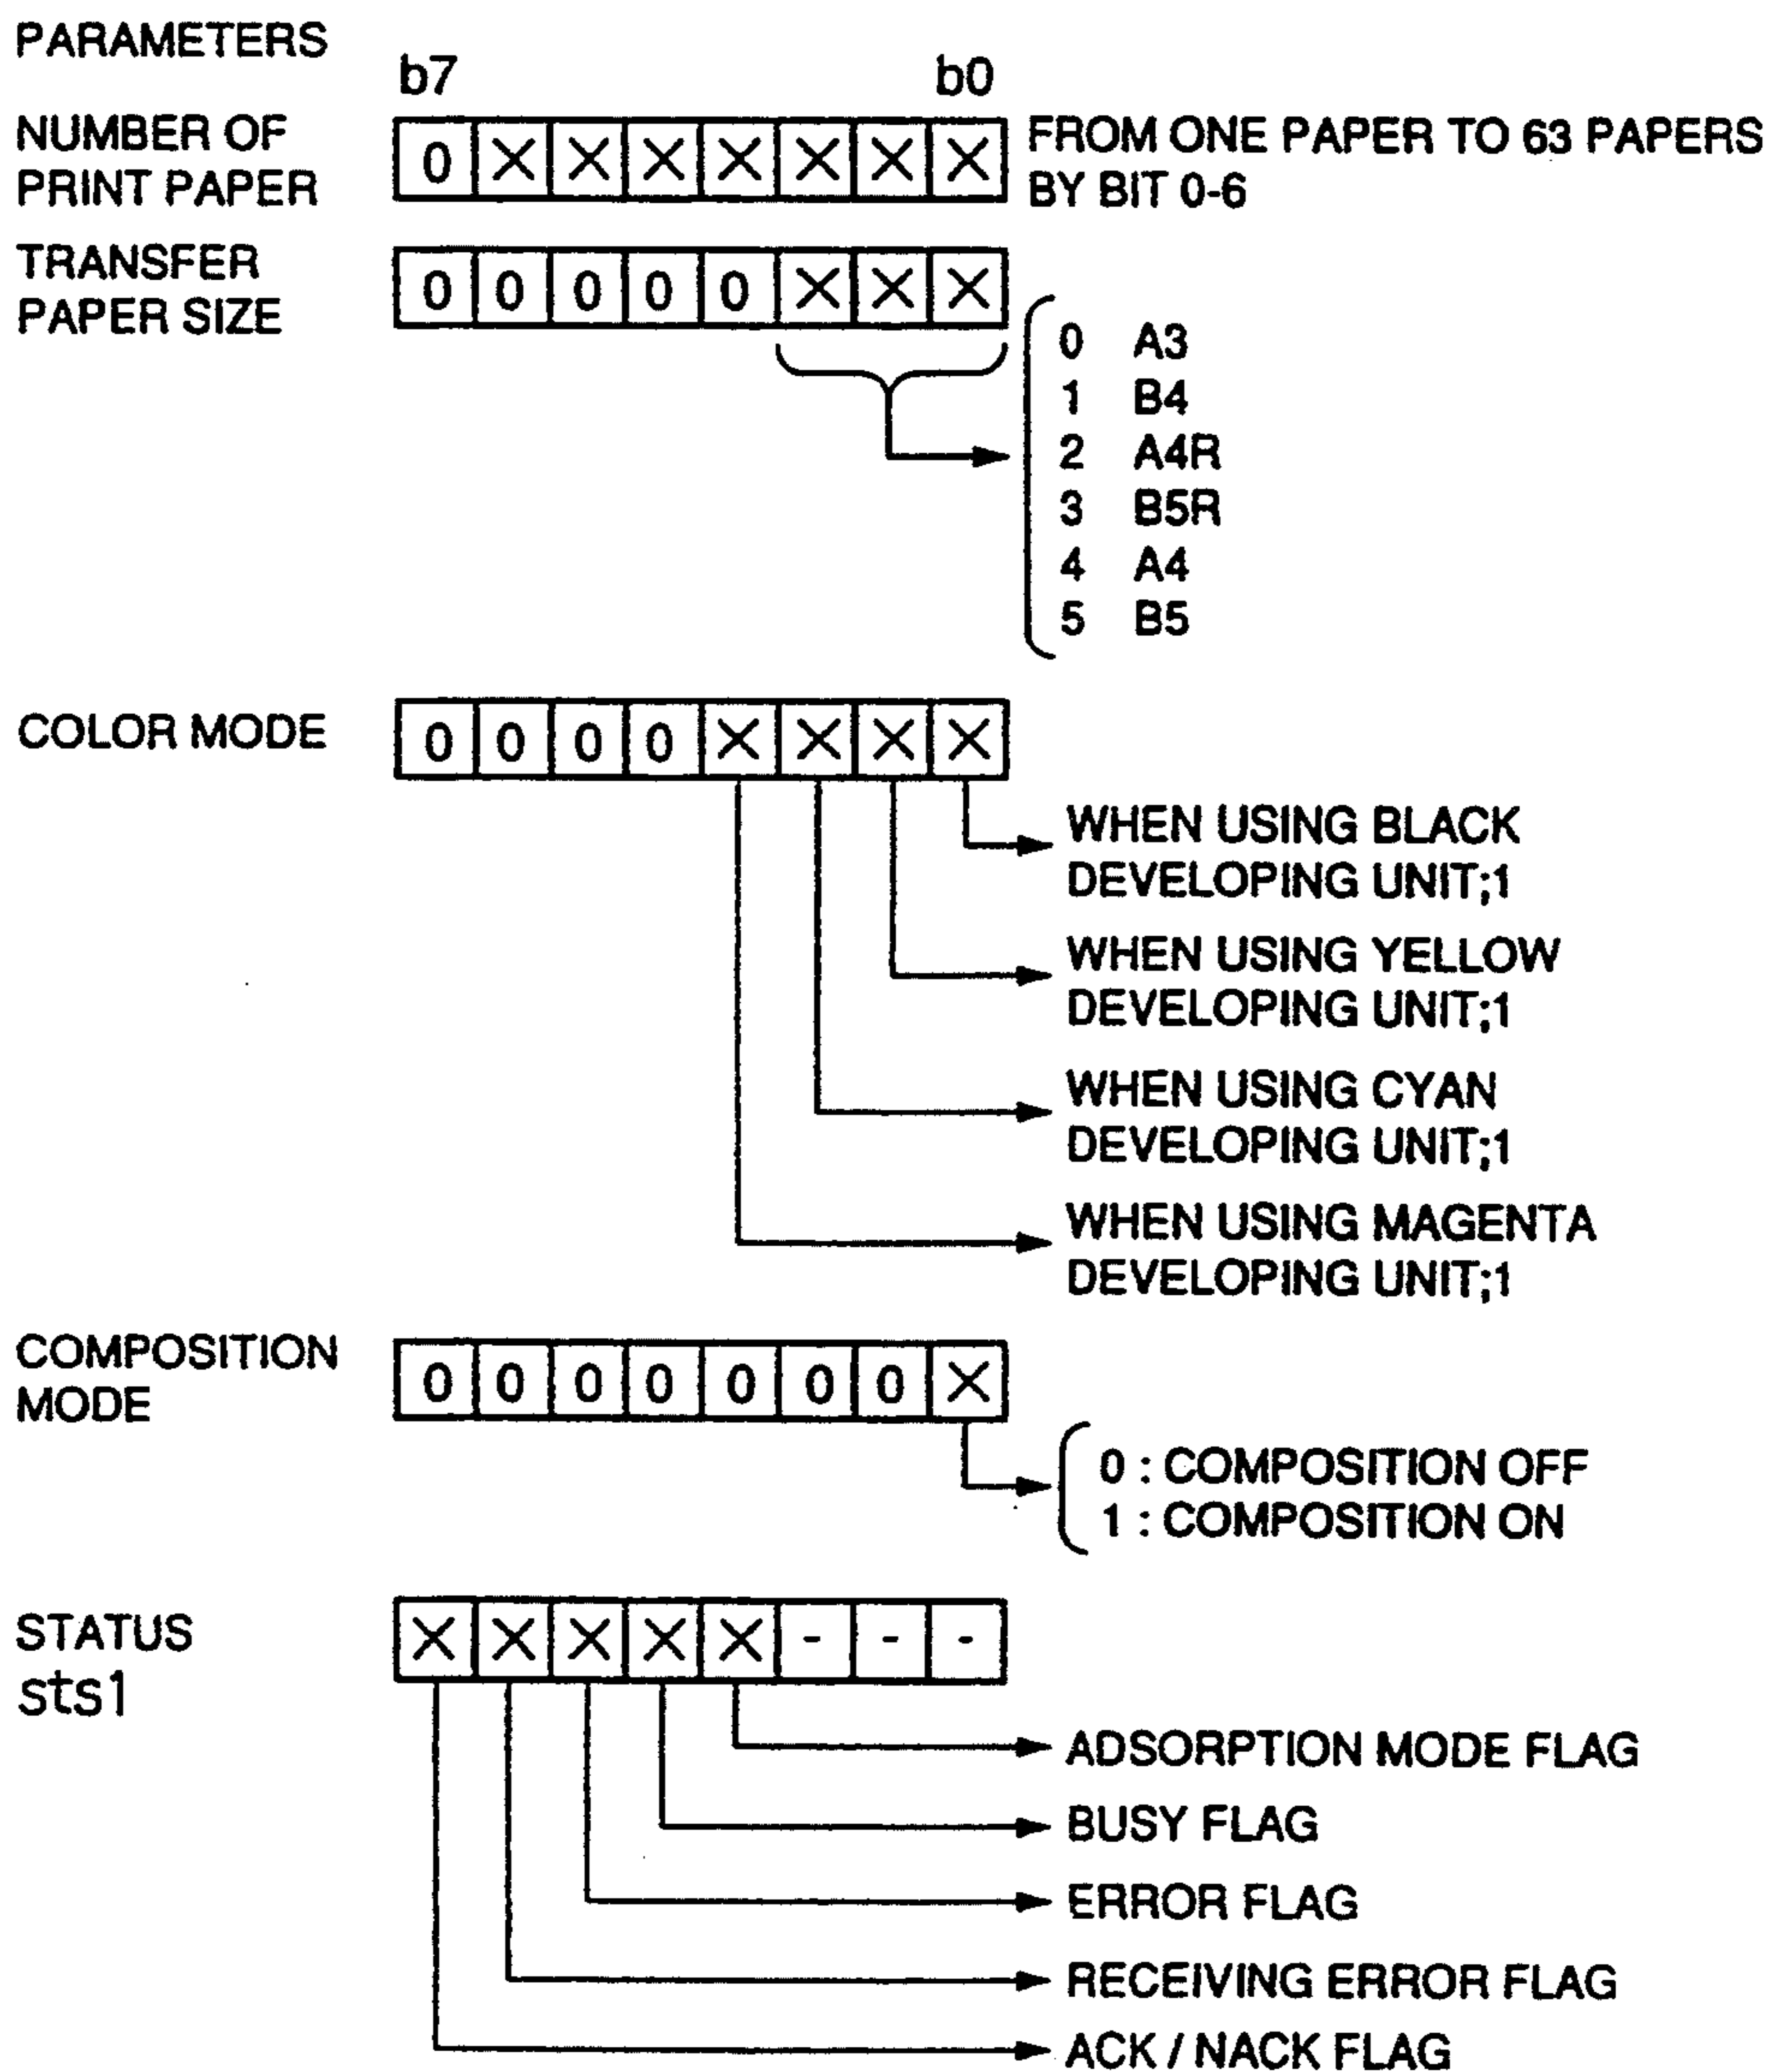 PARAMETERS
b7 b0
NUMBER OF
PRINT PAPER
0 X X X X X X X
FROM ONE PAPER TO 63 PAPERS
BY BIT 0-6
TRANSFER
PAPER SIZE
0 0 0 0 0 X X X
0 A3
1 B4
2 A4R
3 B5R
4 A4
5 B5
COLOR MODE
0 0 0 0 X X X X
WHEN USING BLACK
DEVELOPING UNIT;1
WHEN USING YELLOW
DEVELOPING UNIT;1
WHEN USING CYAN
DEVELOPING UNIT;1
WHEN USING MAGENTA
DEVELOPING UNIT;1
COMPOSITION
MODE
0 0 0 0 0 0 0 X
0 : COMPOSITION OFF
1 : COMPOSITION ON
STATUS
sts1
X X X X X - - -
ADSORPTION MODE FLAG
BUSY FLAG
ERROR FLAG
RECEIVING ERROR FLAG
ACK / NACK FLAG